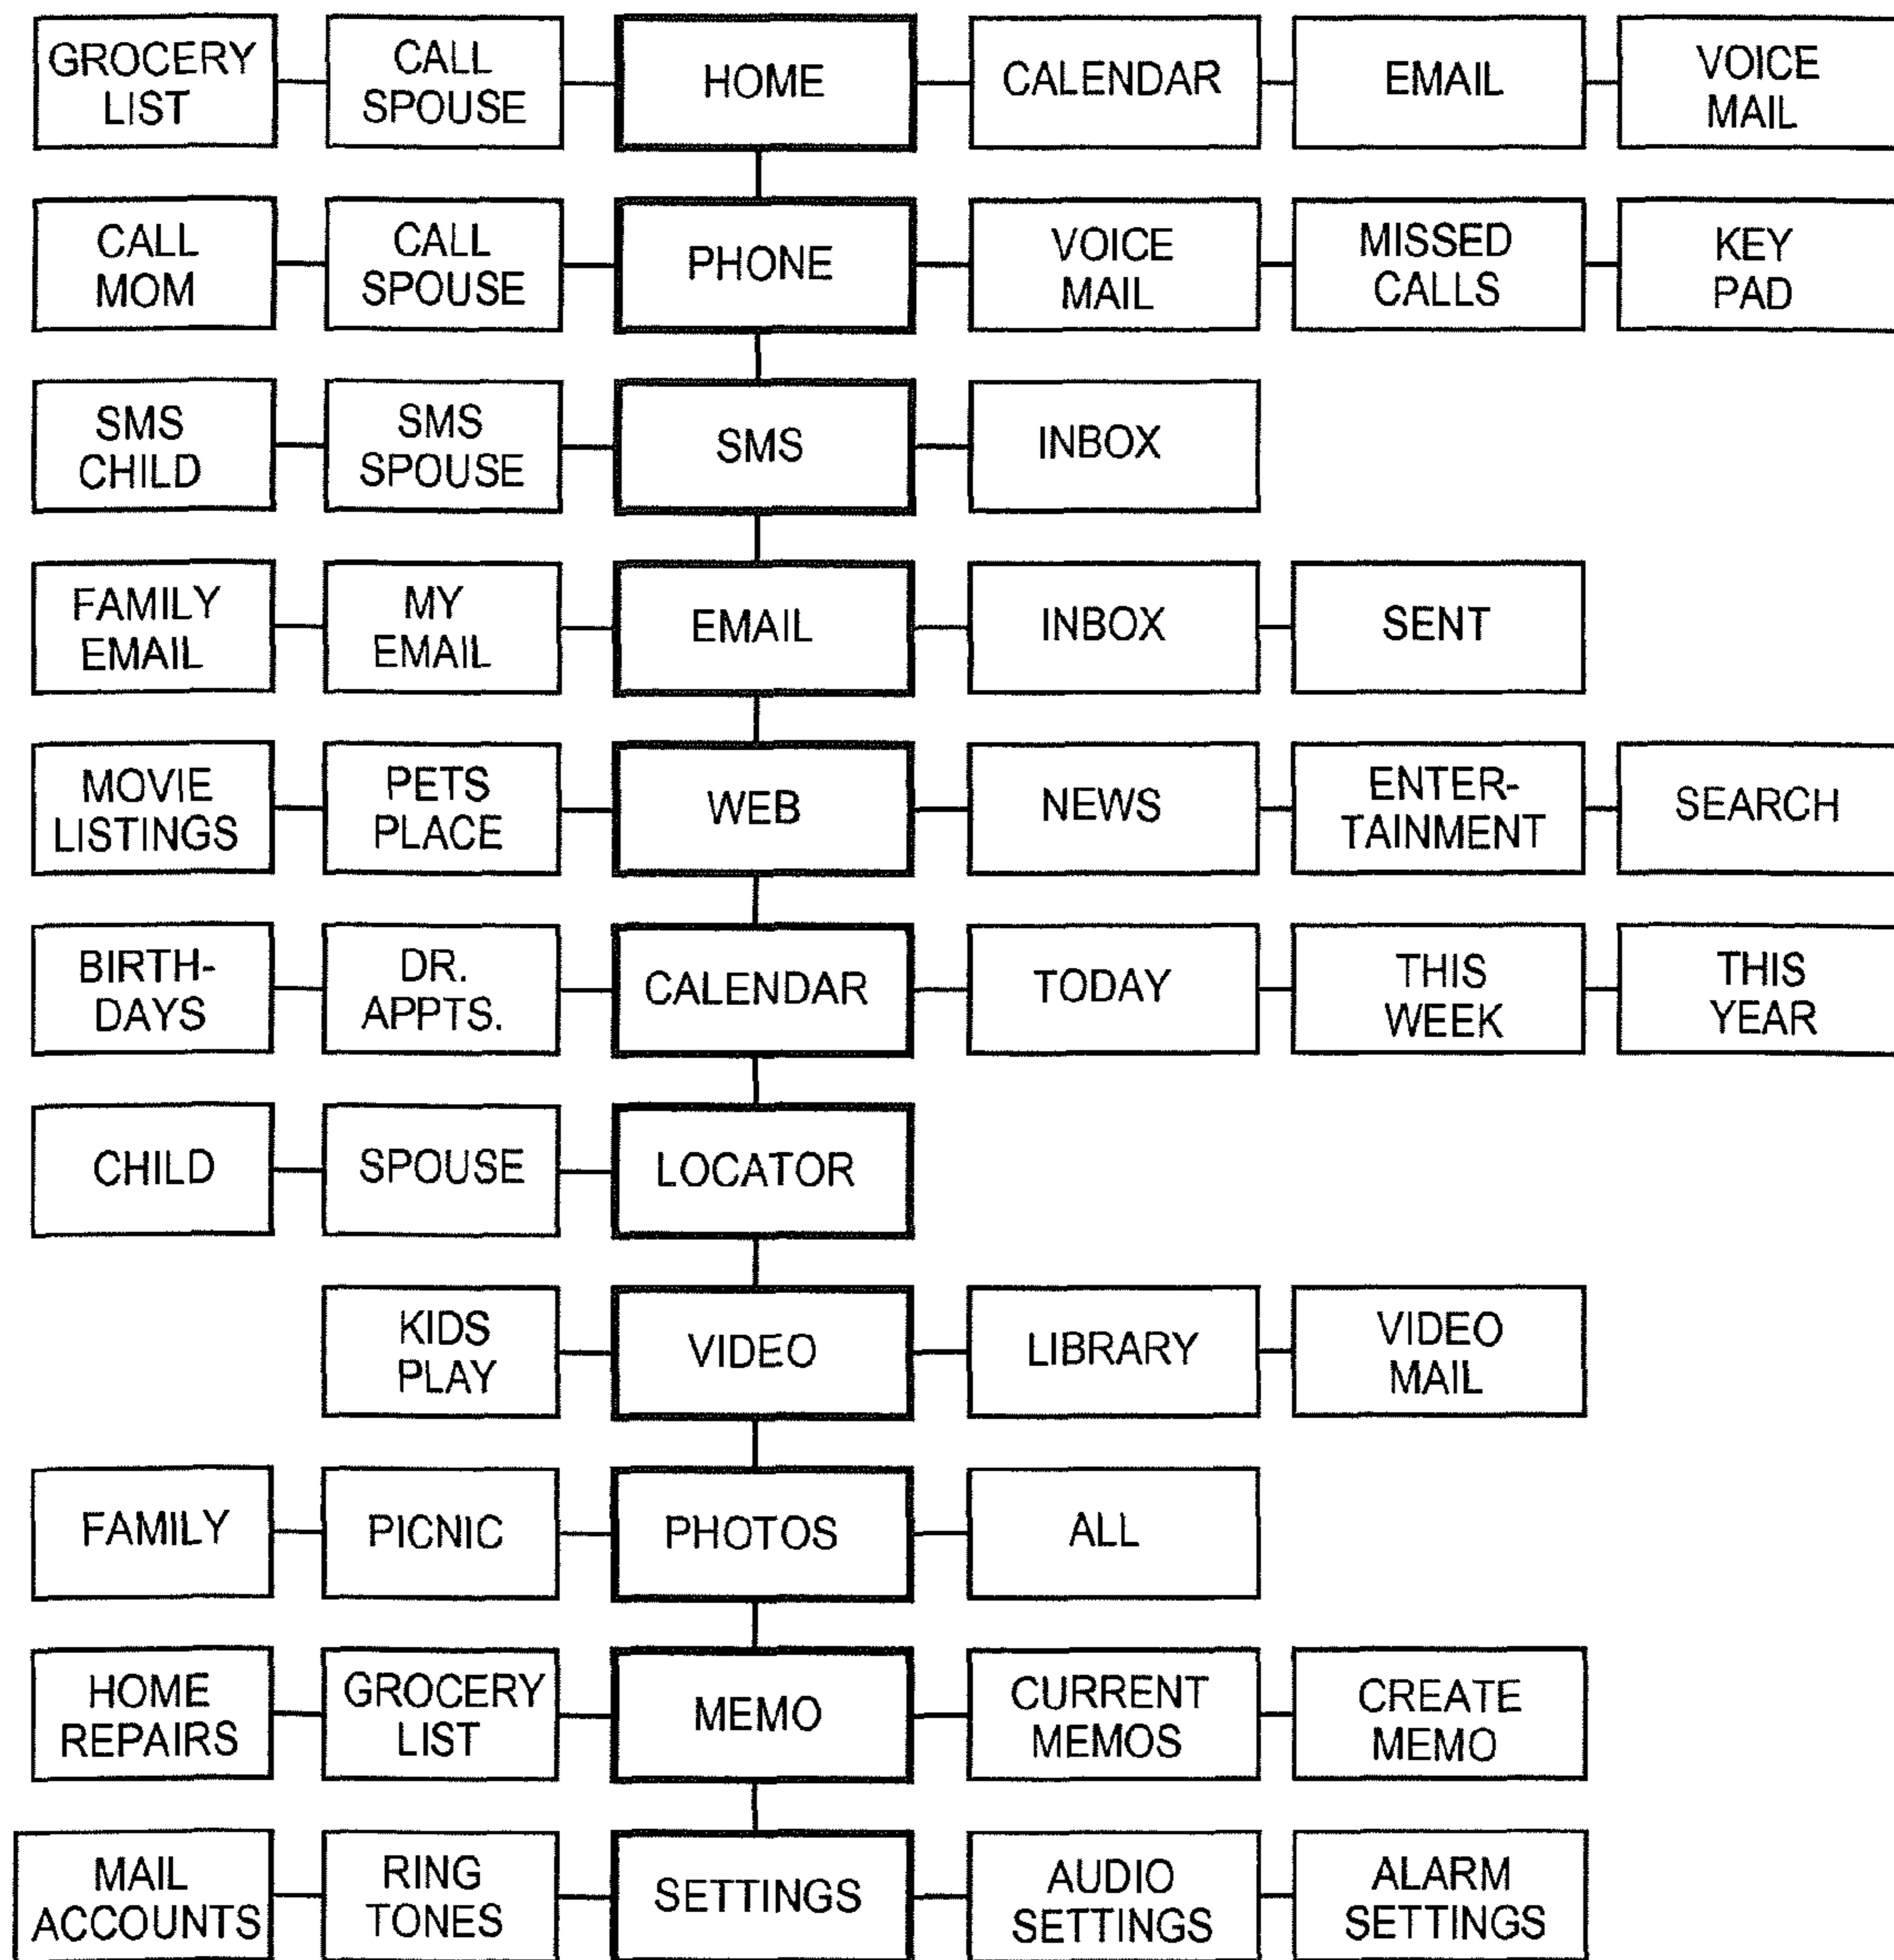 GROCERY
LIST
CALL
SPOUSE
HOME
CALENDAR
EMAIL
VOICE
MAIL
CALL
MOM
CALL
SPOUSE
PHONE
VOICE
MAIL
MISSED
CALLS
KEY
PAD
SMS
CHILD
SMS
SPOUSE
SMS
INBOX
FAMILY
EMAIL
MY
EMAIL
EMAIL
INBOX
SENT
MOVIE
LISTINGS
PETS
PLACE
WEB
NEWS
ENTER-
TAINMENT
SEARCH
BIRTH-
DAYS
DR.
APPTS.
CALENDAR
TODAY
THIS
WEEK
THIS
YEAR
CHILD
SPOUSE
LOCATOR
KIDS
PLAY
VIDEO
LIBRARY
VIDEO
MAIL
FAMILY
PICNIC
PHOTOS
ALL
HOME
REPAIRS
GROCERY
LIST
MEMO
CURRENT
MEMOS
CREATE
MEMO
MAIL
ACCOUNTS
RING
TONES
SETTINGS
AUDIO
SETTINGS
ALARM
SETTINGS